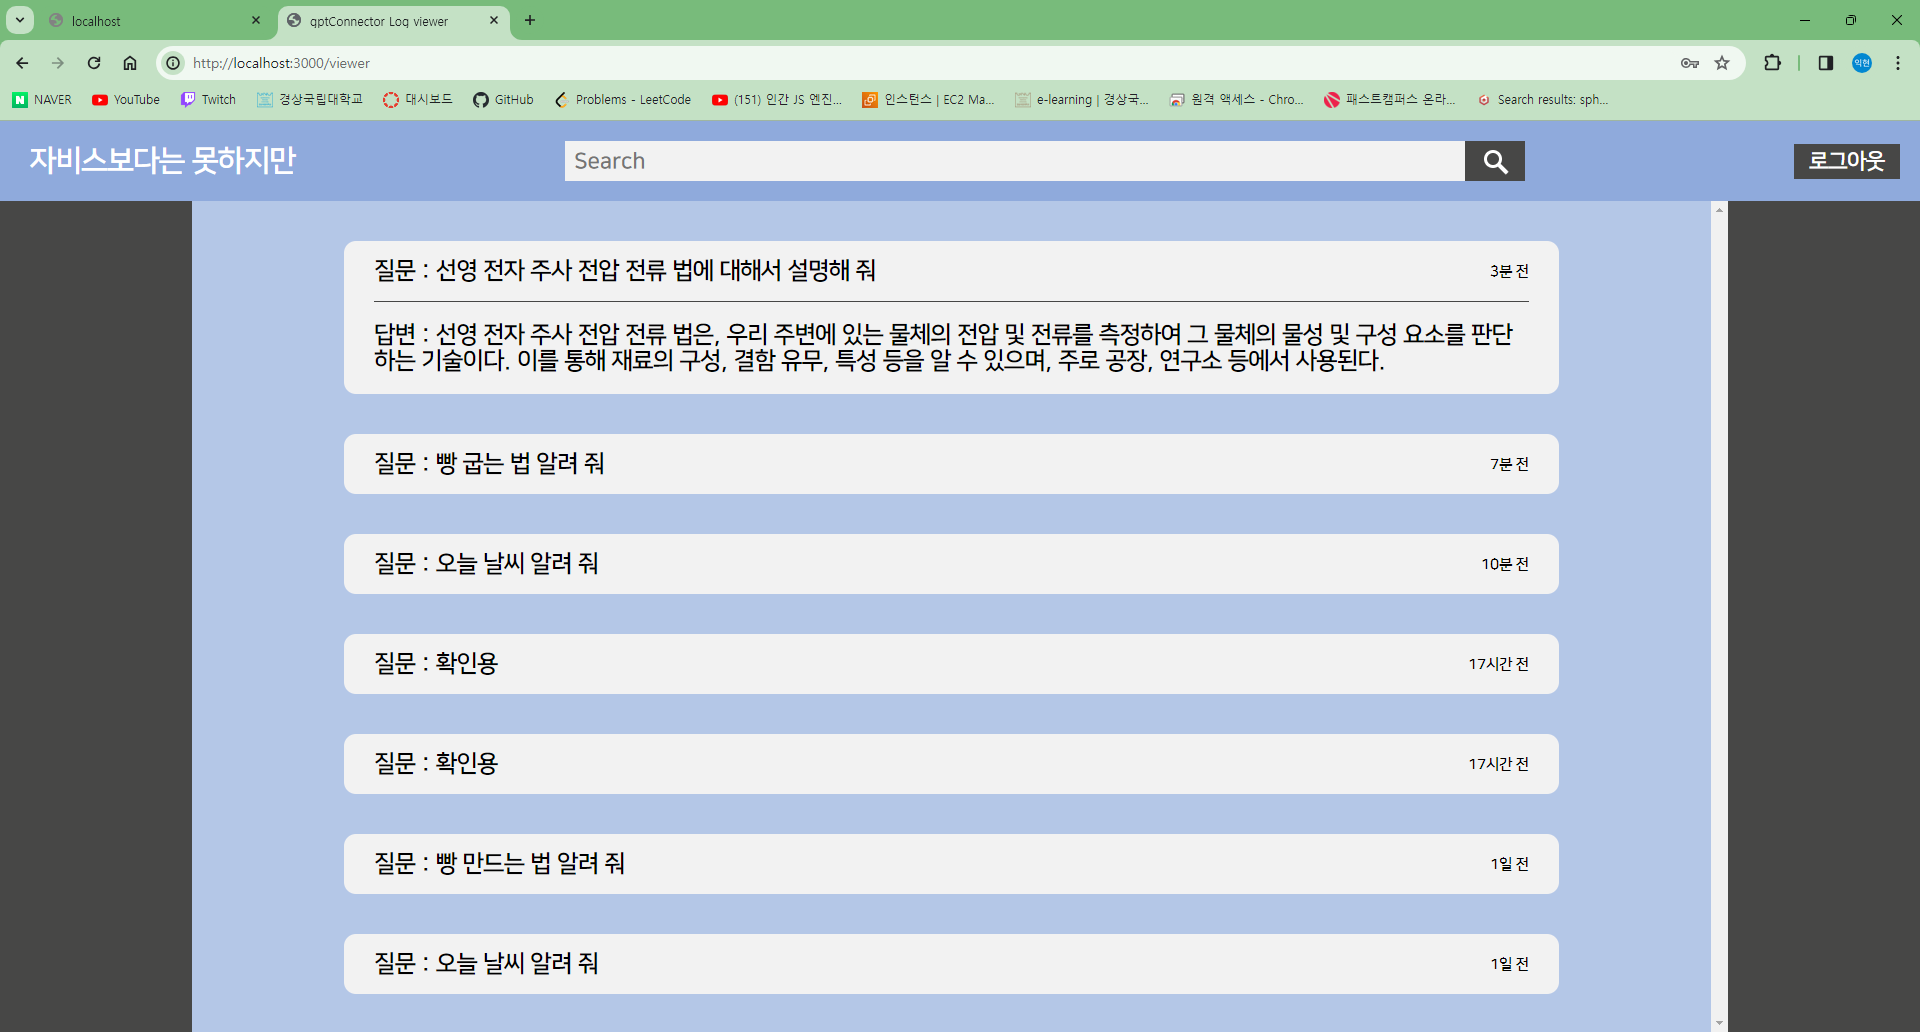 localhost
gptConnector Log viewer
http://localhost:3000/viewer
익현
NAVER
YouTube
Twitch
경상국립대학교
대시보드
GitHub
Problems - LeetCode
(151) 인간 JS 엔진...
인스턴스 | EC2 Ma...
e-learning | 경상국...
원격 액세스 - Chro...
패스트캠퍼스 온라...
Search results: sph...
자비스보다는 못하지만
Search
로그아웃
질문 : 선영 전자 주사 전압 전류 법에 대해서 설명해 줘
3분 전
답변 : 선영 전자 주사 전압 전류 법은, 우리 주변에 있는 물체의 전압 및 전류를 측정하여 그 물체의 물성 및 구성 요소를 판단
하는 기술이다. 이를 통해 재료의 구성, 결함 유무, 특성 등을 알 수 있으며, 주로 공장, 연구소 등에서 사용된다.
질문 : 빵 굽는 법 알려 줘
7분 전
질문 : 오늘 날씨 알려 줘
10분 전
질문 : 확인용
17시간 전
질문 : 확인용
17시간 전
질문 : 빵 만드는 법 알려 줘
1일 전
질문 : 오늘 날씨 알려 줘
1일 전